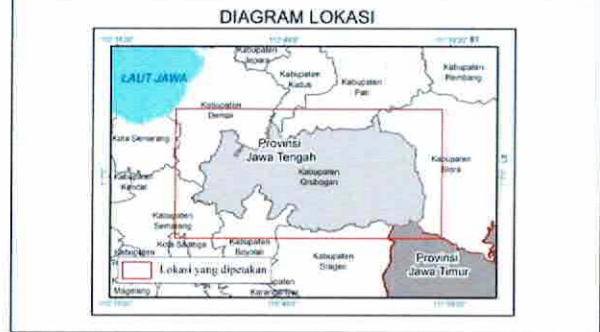 DIAGRAM LOKASI
LAUT JAWA
Kabupaten
Jepara
Kabupaten
Kudus
Kabupaten
Pati
Kabupaten
Rembang
Kabupaten
Demak
Kota Semarang
Provinsi
Jawa Tengah
Kabupaten
Grobogan
Kabupaten
Blora
Kabupaten
Kendal
Kabupaten
Semarang
Kota Salatiga
Kabupaten
Boyolali
Kabupaten
Sragen
Provinsi
Jawa Timur
Kabupaten
Lokasi yang dipetakan
Magelang